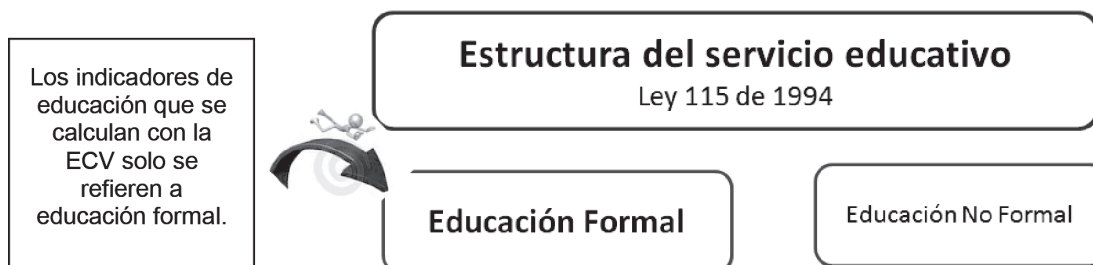 Los indicadores de
educación que se
calculan con la
ECV solo se
refieren a
educación formal.
Estructura del servicio educativo
Ley 115 de 1994
Educación Formal
Educación No Formal